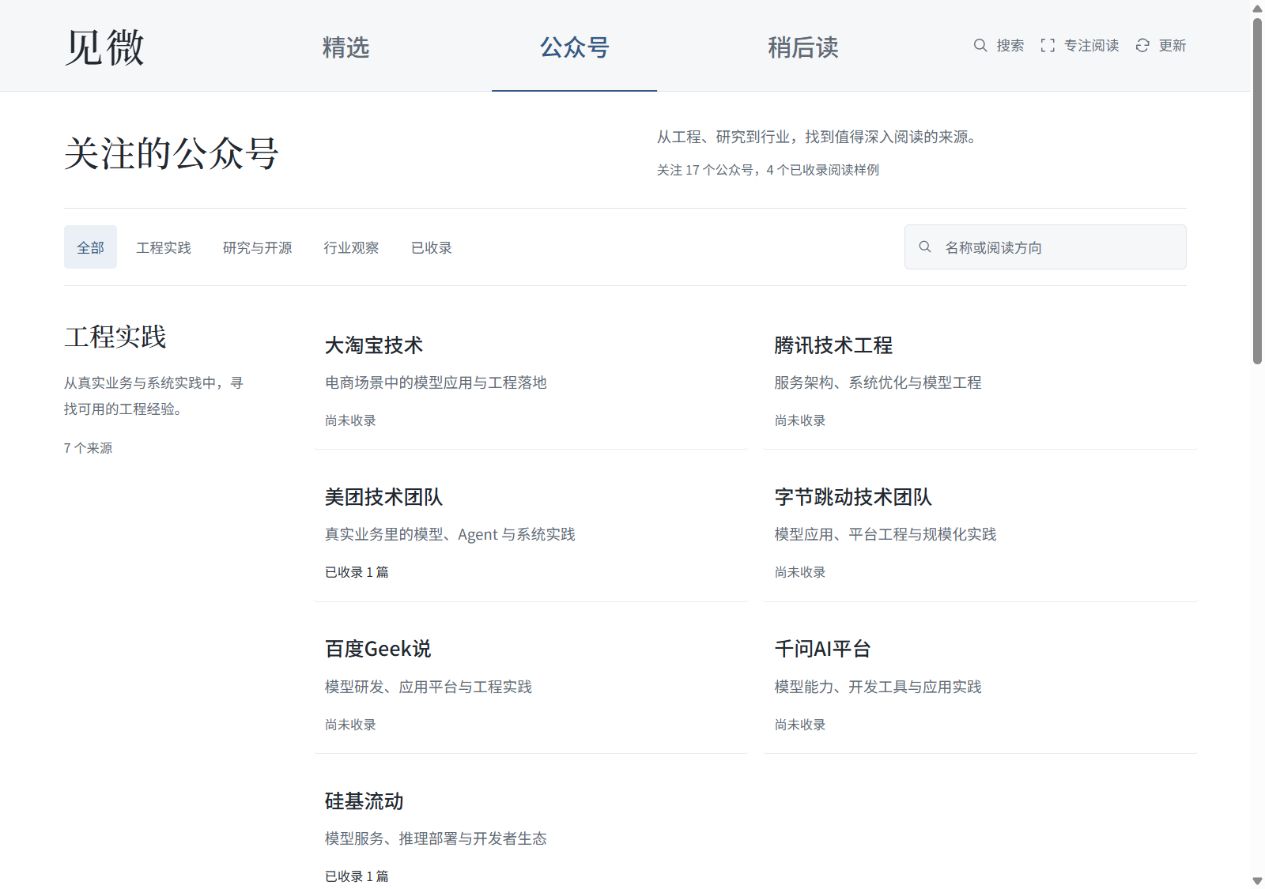 见微
精选
公众号
稍后读
搜索
专注阅读
更新
关注的公众号
从工程、研究到行业，找到值得深入阅读的来源。
关注 17 个公众号，4 个已收录阅读样例
全部
工程实践
研究与开源
行业观察
已收录
名称或阅读方向
工程实践
从真实业务与系统实践中，寻
找可用的工程经验。
7 个来源
大淘宝技术
电商场景中的模型应用与工程落地
尚未收录
腾讯技术工程
服务架构、系统优化与模型工程
尚未收录
美团技术团队
真实业务里的模型、Agent 与系统实践
已收录 1 篇
字节跳动技术团队
模型应用、平台工程与规模化实践
尚未收录
百度Geek说
模型研发、应用平台与工程实践
尚未收录
千问AI平台
模型能力、开发工具与应用实践
尚未收录
硅基流动
模型服务、推理部署与开发者生态
已收录 1 篇